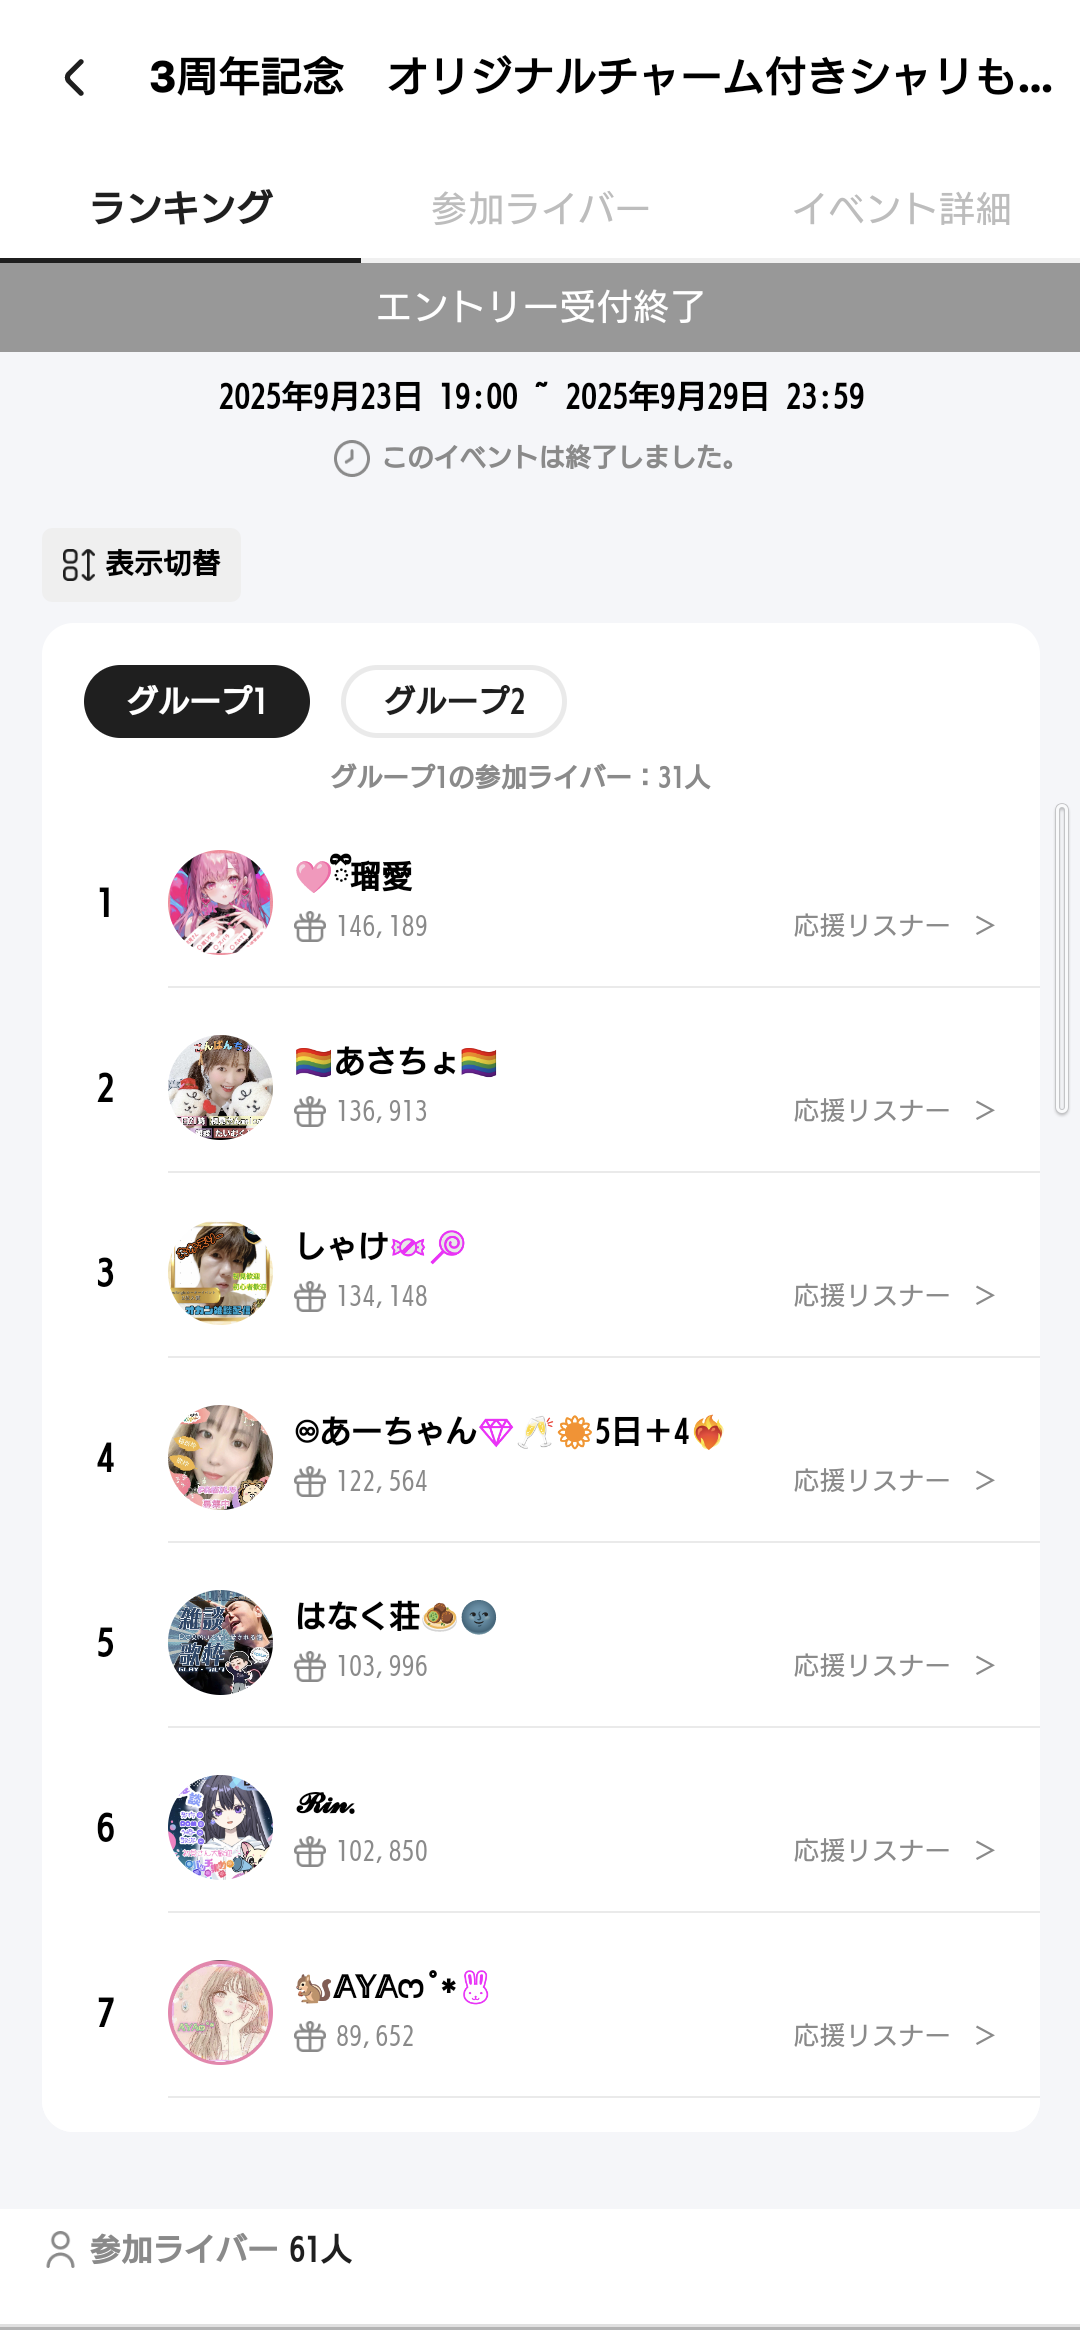 3周年記念　オリジナルチャーム付きシャリも...
ランキング
参加ライバー
イベント詳細
エントリー受付終了
2025年9月23日 19:00 ~ 2025年9月29日 23:59
このイベントは終了しました。
表示切替
グループ1
グループ2
グループ1の参加ライバー：31人
1
🩷瑠愛
146,189
応援リスナー >
2
🏳️‍🌈あさちょ🏳️‍🌈
136,913
応援リスナー >
3
しゃけ🍬🍭
134,148
応援リスナー >
4
♾あーちゃん💎🥂🌼5日＋4❤️‍🔥
122,564
応援リスナー >
5
はなく荘🧆🌚
103,996
応援リスナー >
6
𝓡𝓲𝓷.
102,850
応援リスナー >
7
🐿️𝔸𝕐𝔸ෆ˚*🐰
89,652
応援リスナー >
参加ライバー 61人